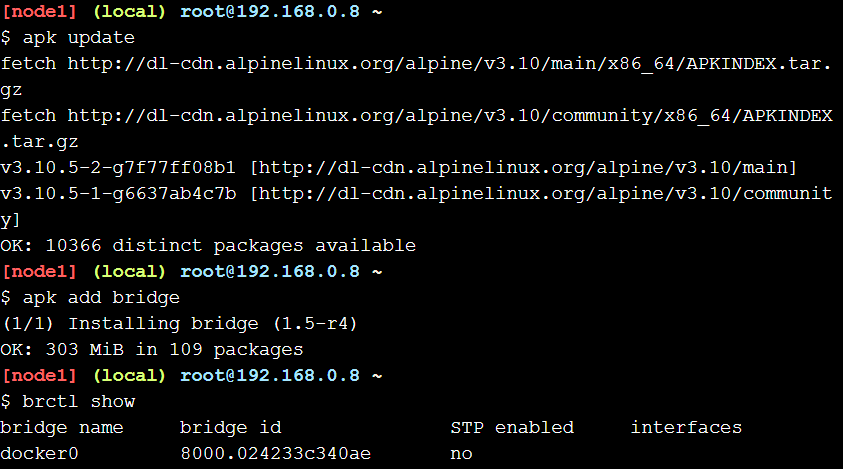 [node1] (local) root@192.168.0.8 ~
$ apk update
fetch http://dl-cdn.alpinelinux.org/alpine/v3.10/main/x86_64/APKINDEX.tar.
gz
fetch http://dl-cdn.alpinelinux.org/alpine/v3.10/community/x86_64/APKINDEX
.tar.gz
v3.10.5-2-g7f77ff08b1 [http://dl-cdn.alpinelinux.org/alpine/v3.10/main]
v3.10.5-1-g6637ab4c7b [http://dl-cdn.alpinelinux.org/alpine/v3.10/communit
y]
OK: 10366 distinct packages available
[node1] (local) root@192.168.0.8 ~
$ apk add bridge
(1/1) Installing bridge (1.5-r4)
OK: 303 MiB in 109 packages
[node1] (local) root@192.168.0.8 ~
$ brctl show
bridge name     bridge id               STP enabled     interfaces
docker0         8000.024233c340ae       no